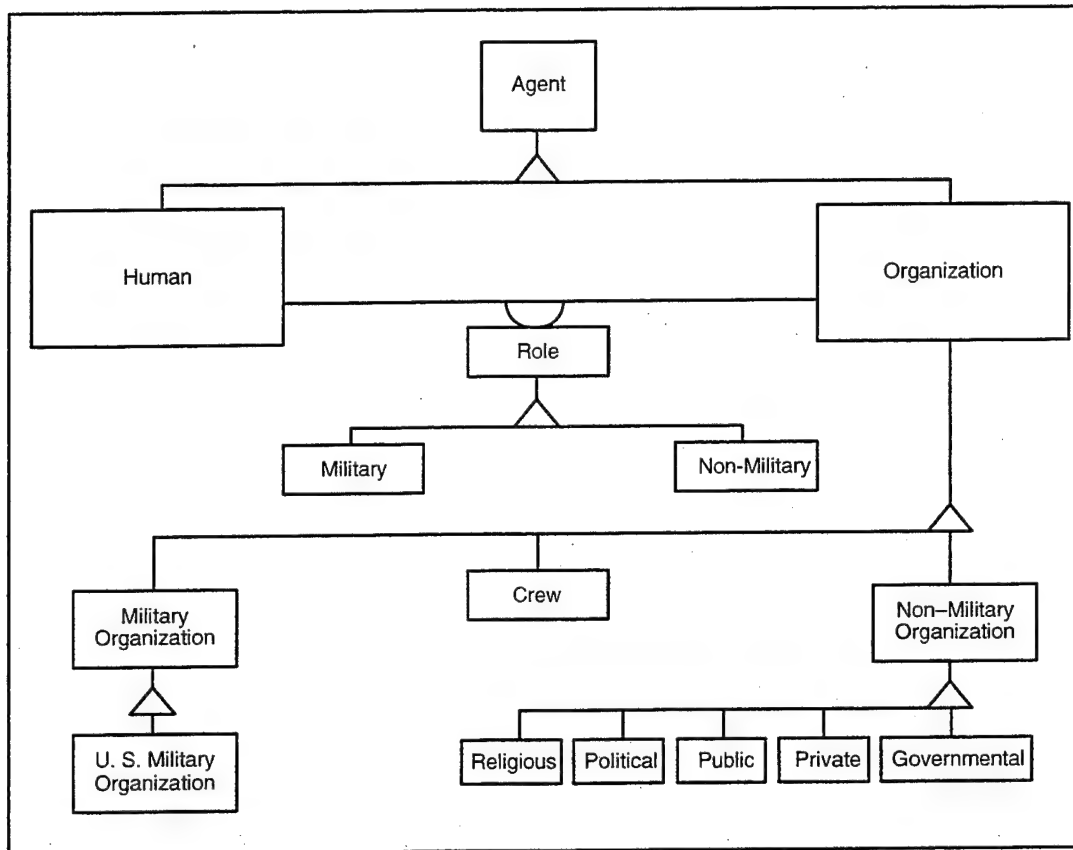 Agent
Human
Organization
Role
Military
Non-Military
Military
Organization
Crew
Non–Military
Organization
U. S. Military
Organization
Religious
Political
Public
Private
Governmental